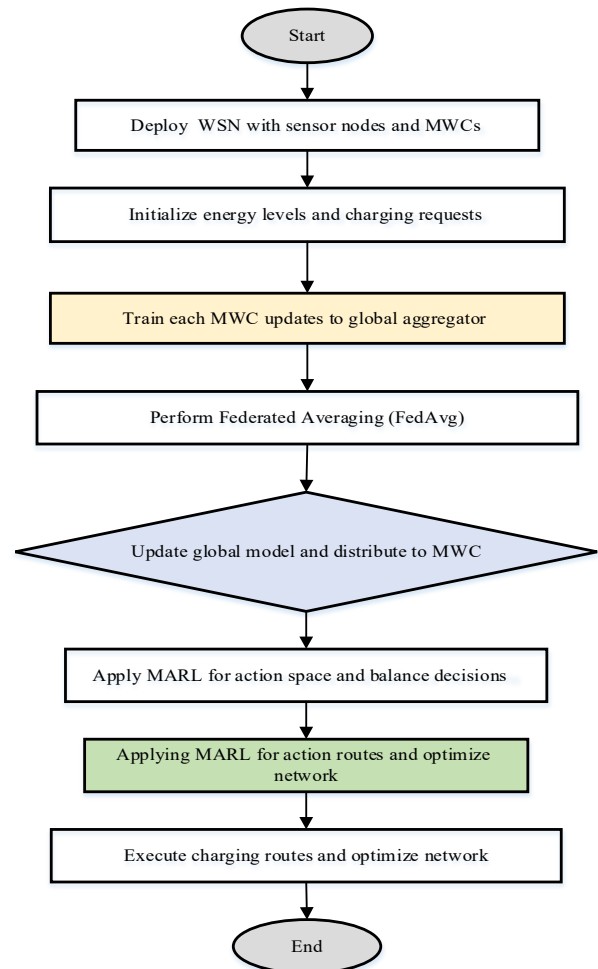 Start
Deploy WSN with sensor nodes and MWCs
Initialize energy levels and charging requests
Train each MWC updates to global aggregator
Perform Federated Averaging (FedAvg)
Update global model and distribute to MWC
Apply MARL for action space and balance decisions
Applying MARL for action routes and optimize
network
Execute charging routes and optimize network
End